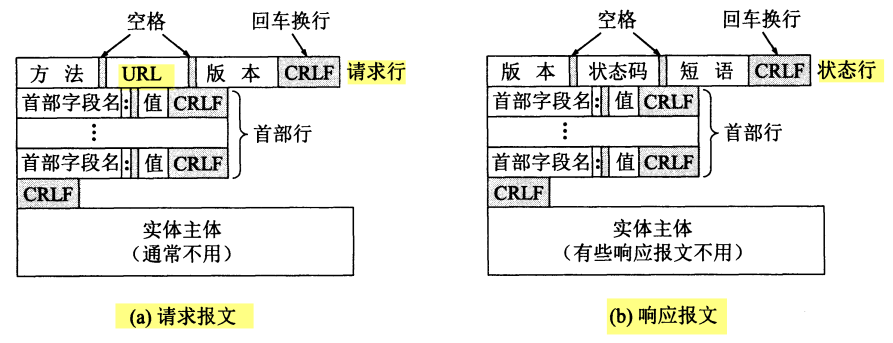 空格 回车换行
方 法 URL 版 本 CRLF 请求行
首部字段名: 值 CRLF
⋮
首部字段名: 值 CRLF
首部行
CRLF
实体主体
（通常不用）
(a) 请求报文
空格 回车换行
版 本 状态码 短 语 CRLF 状态行
首部字段名: 值 CRLF
⋮
首部字段名: 值 CRLF
首部行
CRLF
实体主体
（有些响应报文不用）
(b) 响应报文